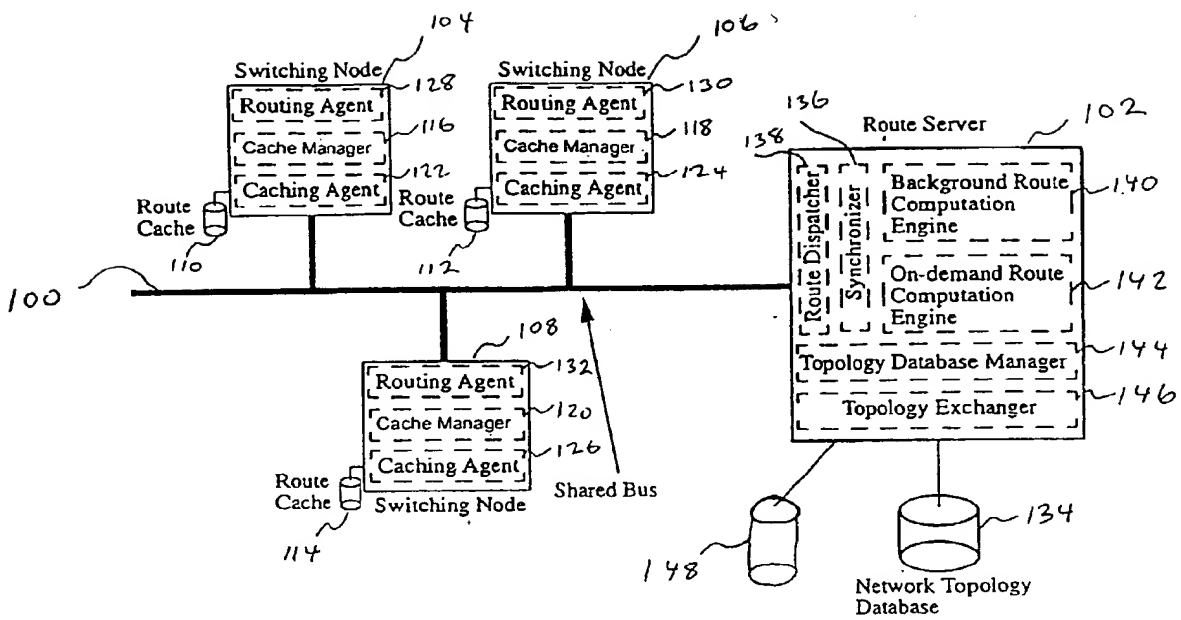 104
Switching Node
128
Routing Agent
116
Cache Manager
122
Caching Agent
Route
Cache
110
106
Switching Node
130
Routing Agent
118
Cache Manager
124
Caching Agent
Route
Cache
112
136
Route Server
102
138
Route Dispatcher
Synchronizer
Background Route
Computation
Engine
140
On-demand Route
Computation
Engine
142
Topology Database Manager
144
Topology Exchanger
146
100
108
Routing Agent
132
Cache Manager
120
Caching Agent
126
Route
Cache
Switching Node
114
Shared Bus
148
134
Network Topology
Database